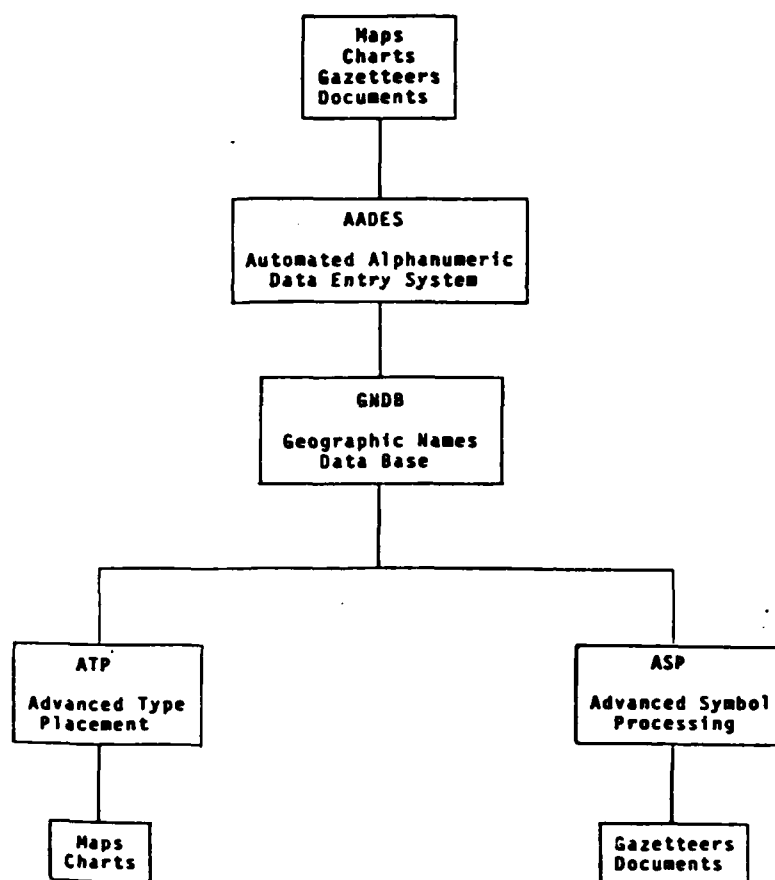 Maps
Charts
Gazetteers
Documents
AADES
Automated Alphanumeric
Data Entry System
GNDB
Geographic Names
Data Base
ATP
Advanced Type
Placement
ASP
Advanced Symbol
Processing
Maps
Charts
Gazetteers
Documents